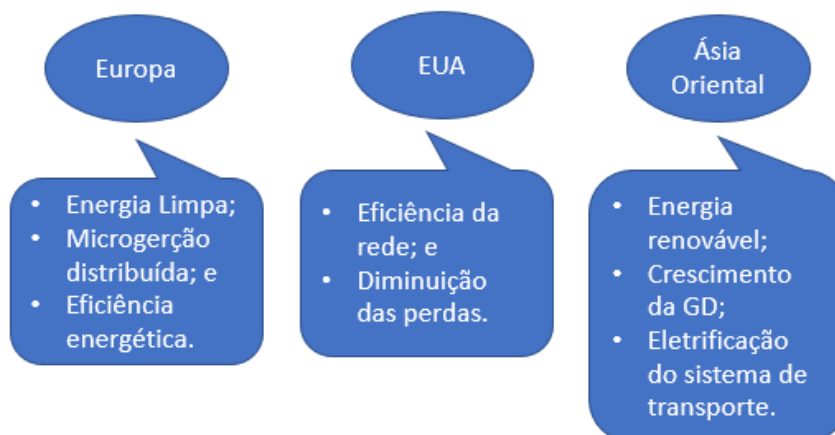 Europa
EUA
Ásia
Oriental
• Energia Limpa;
• Microgerção
distribuída; e
• Eficiência
energética.
• Eficiência da
rede; e
• Diminuição
das perdas.
• Energia
renovável;
• Crescimento
da GD;
• Eletrificação
do sistema de
transporte.